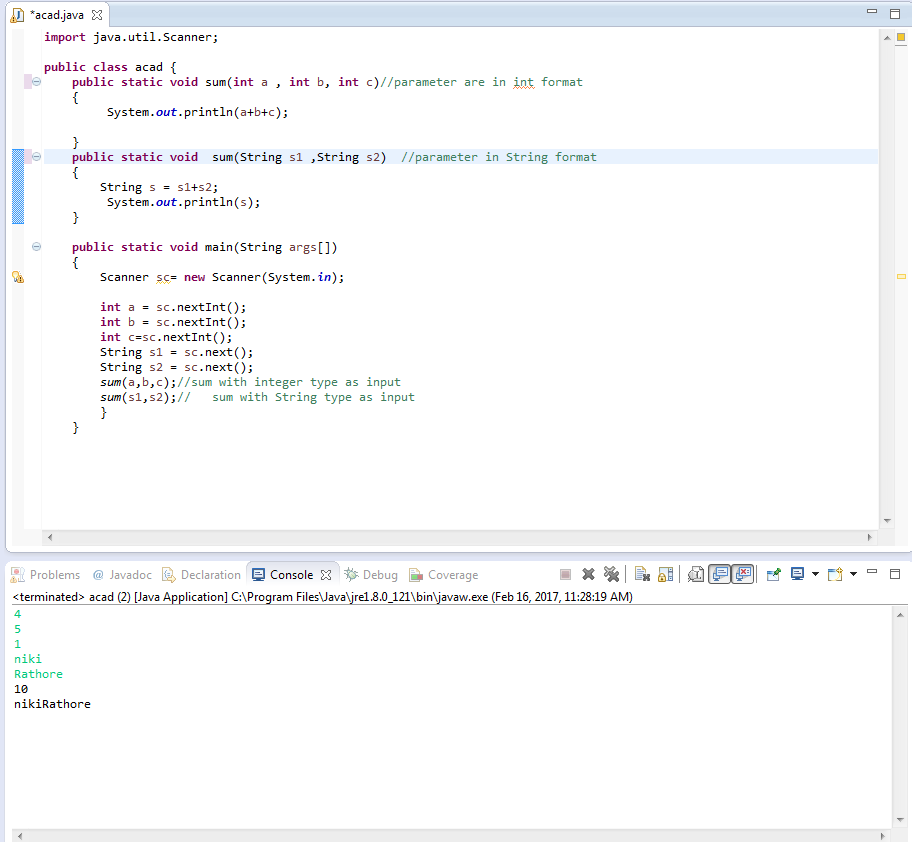 *acad.java
import java.util.Scanner;
public class acad {
public static void sum(int a , int b, int c)//parameter are in int format
{
System.out.println(a+b+c);
}
public static void  sum(String s1 ,String s2)  //parameter in String format
{
String s = s1+s2;
System.out.println(s);
}
public static void main(String args[])
{
Scanner sc= new Scanner(System.in);
int a = sc.nextInt();
int b = sc.nextInt();
int c=sc.nextInt();
String s1 = sc.next();
String s2 = sc.next();
sum(a,b,c);//sum with integer type as input
sum(s1,s2);//   sum with String type as input
}
}
Problems @ Javadoc Declaration Console Debug Coverage
<terminated> acad (2) [Java Application] C:\Program Files\Java\jre1.8.0_121\bin\javaw.exe (Feb 16, 2017, 11:28:19 AM)
4
5
1
niki
Rathore
10
nikiRathore